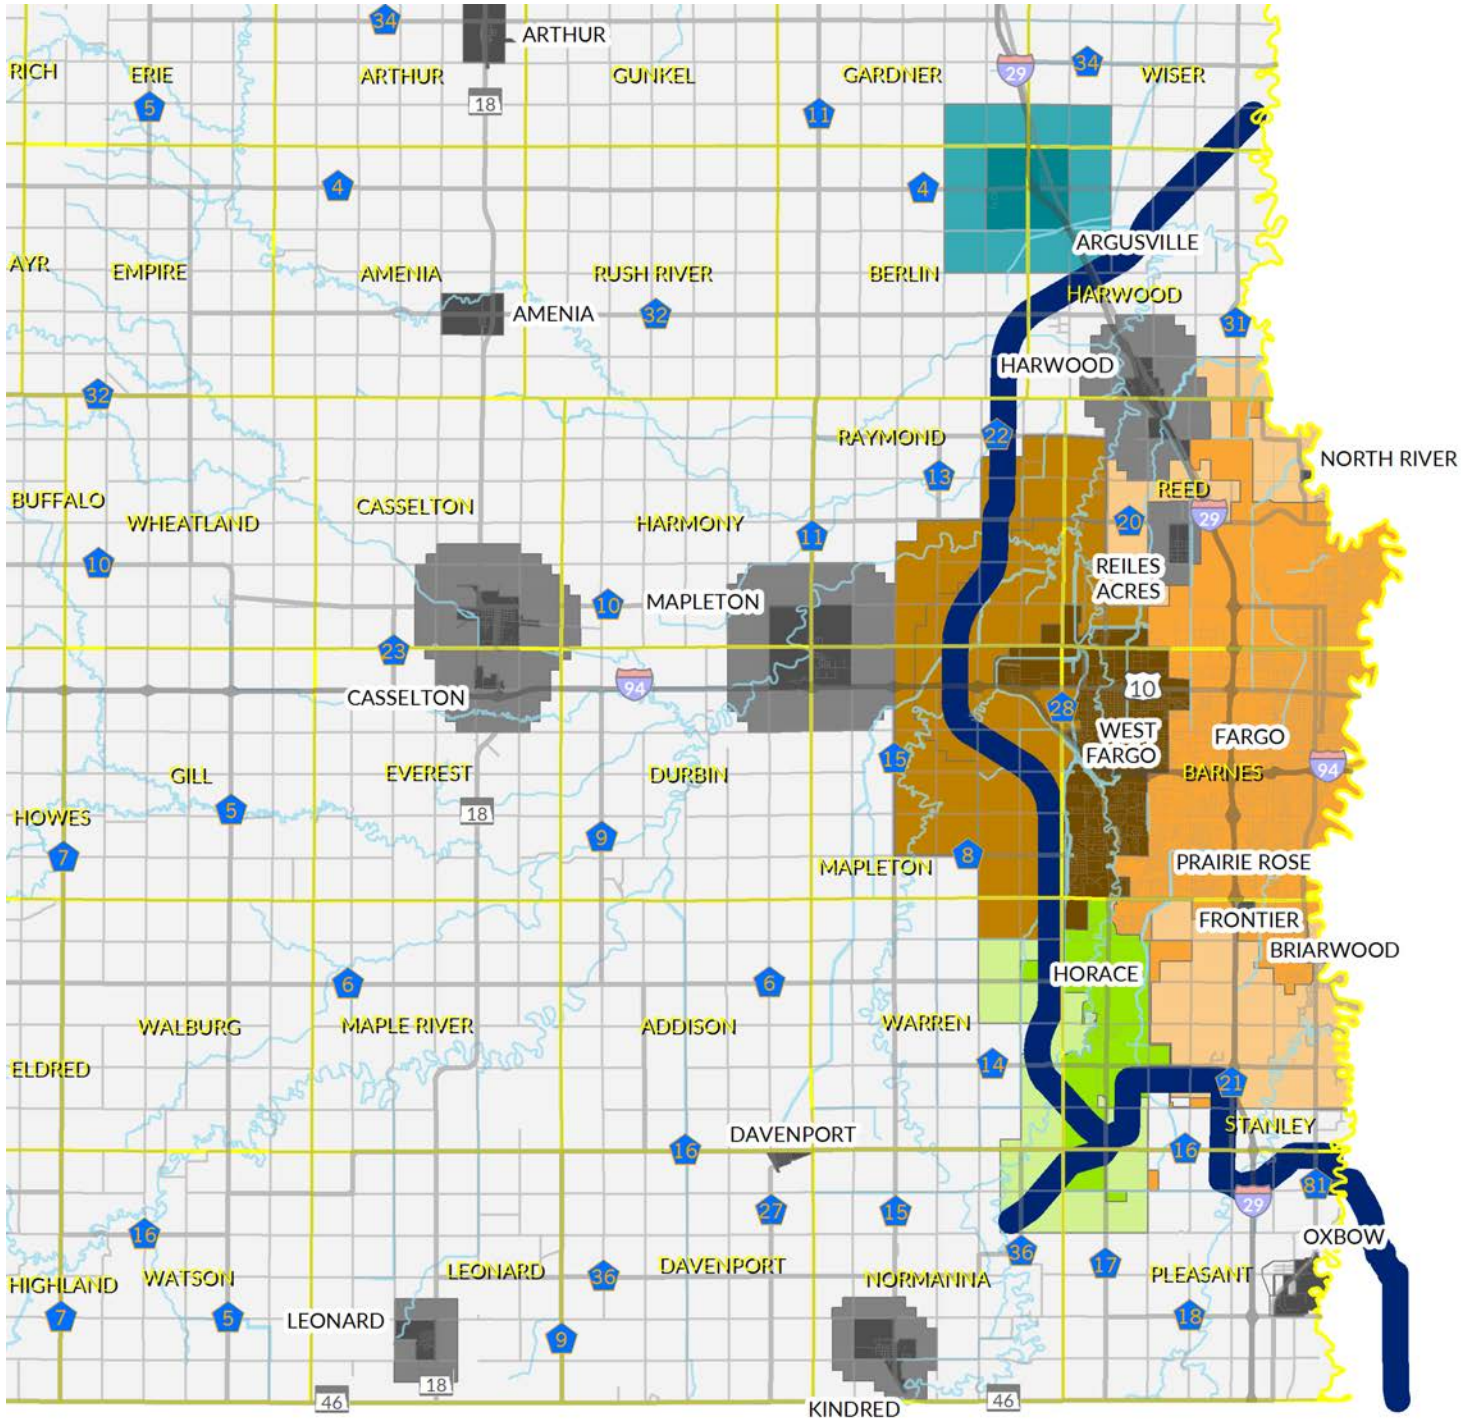 34
ARTHUR
RICH
ERIE
ARTHUR
GUNKEL
GARDNER
29
34
WISER
5
18
11
4
4
ARGUSVILLE
AYR
EMPIRE
AMENIA
RUSH RIVER
BERLIN
HARWOOD
AMENIA
32
31
HARWOOD
32
RAYMOND
22
NORTH RIVER
13
REED
BUFFALO
WHEATLAND
CASSELTON
HARMONY
20
29
11
10
REILES
ACRES
10
MAPLETON
23
CASSELTON
94
10
28
WEST
FARGO
FARGO
15
GILL
EVEREST
DURBIN
BARNES
94
HOWES
5
18
9
7
MAPLETON
8
PRAIRIE ROSE
FRONTIER
BRIARWOOD
6
6
HORACE
WALBURG
MAPLE RIVER
ADDISON
WARREN
ELDRED
14
21
DAVENPORT
STANLEY
16
16
81
27
15
29
16
OXBOW
36
HIGHLAND
WATSON
LEONARD
36
DAVENPORT
NORMANNA
17
PLEASANT
7
5
LEONARD
9
18
18
46
KINDRED
46